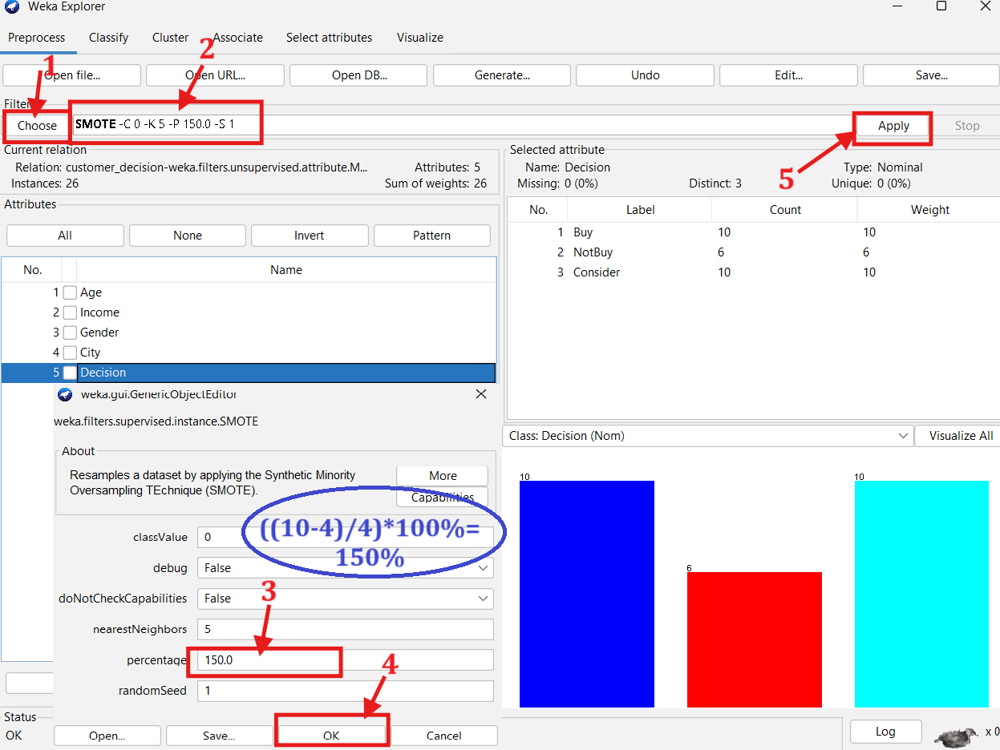 Weka Explorer
Preprocess Classify Cluster Associate Select attributes Visualize
1 2
Open file... Open URL... Open DB... Generate... Undo Edit... Save...
Filter
Choose SMOTE -C 0 -K 5 -P 150.0 -S 1 Apply Stop
5
Current relation
Relation: customer_decision-weka.filters.unsupervised.attribute.M... Attributes: 5
Instances: 26 Sum of weights: 26
Attributes
All None Invert Pattern
No. Name
1 Age
2 Income
3 Gender
4 City
5 Decision
Selected attribute
Name: Decision Type: Nominal
Missing: 0 (0%) Distinct: 3 Unique: 0 (0%)
No. Label Count Weight
1 Buy 10 10
2 NotBuy 6 6
3 Consider 10 10
Class: Decision (Nom) Visualize All
10 6 10
weka.gui.GenericObjectEditor
weka.filters.supervised.instance.SMOTE
About
Resamples a dataset by applying the Synthetic Minority
Oversampling TEchnique (SMOTE).
More
Capabilities
((10-4)/4)*100%=
150%
classValue 0
debug False
3
doNotCheckCapabilities False
nearestNeighbors 5
percentage 150.0
4
randomSeed 1
Open... Save... OK Cancel
Status
OK
Log x 0